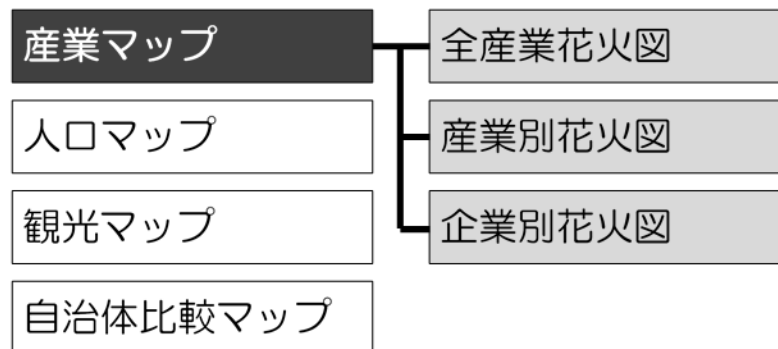 産業マップ
全産業花火図
人口マップ
産業別花火図
観光マップ
企業別花火図
自治体比較マップ